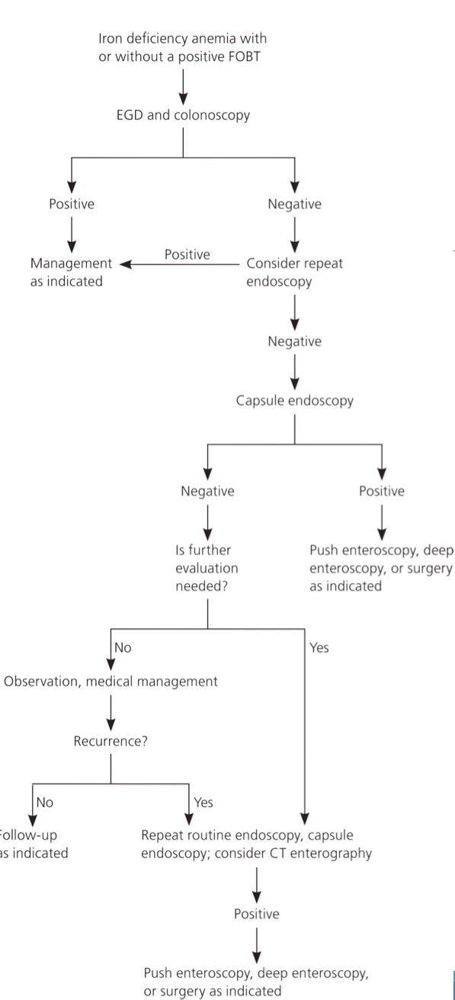 Iron deficiency anemia with
or without a positive FOBT
EGD and colonoscopy
Positive
Negative
Management
as indicated
Positive
Consider repeat
endoscopy
Negative
Capsule endoscopy
Negative
Positive
Is further
evaluation
needed?
Push enteroscopy, deep
enteroscopy, or surgery
as indicated
No
Yes
Observation, medical management
Recurrence?
No
Yes
Follow-up
as indicated
Repeat routine endoscopy, capsule
endoscopy; consider CT enterography
Positive
Push enteroscopy, deep enteroscopy,
or surgery as indicated